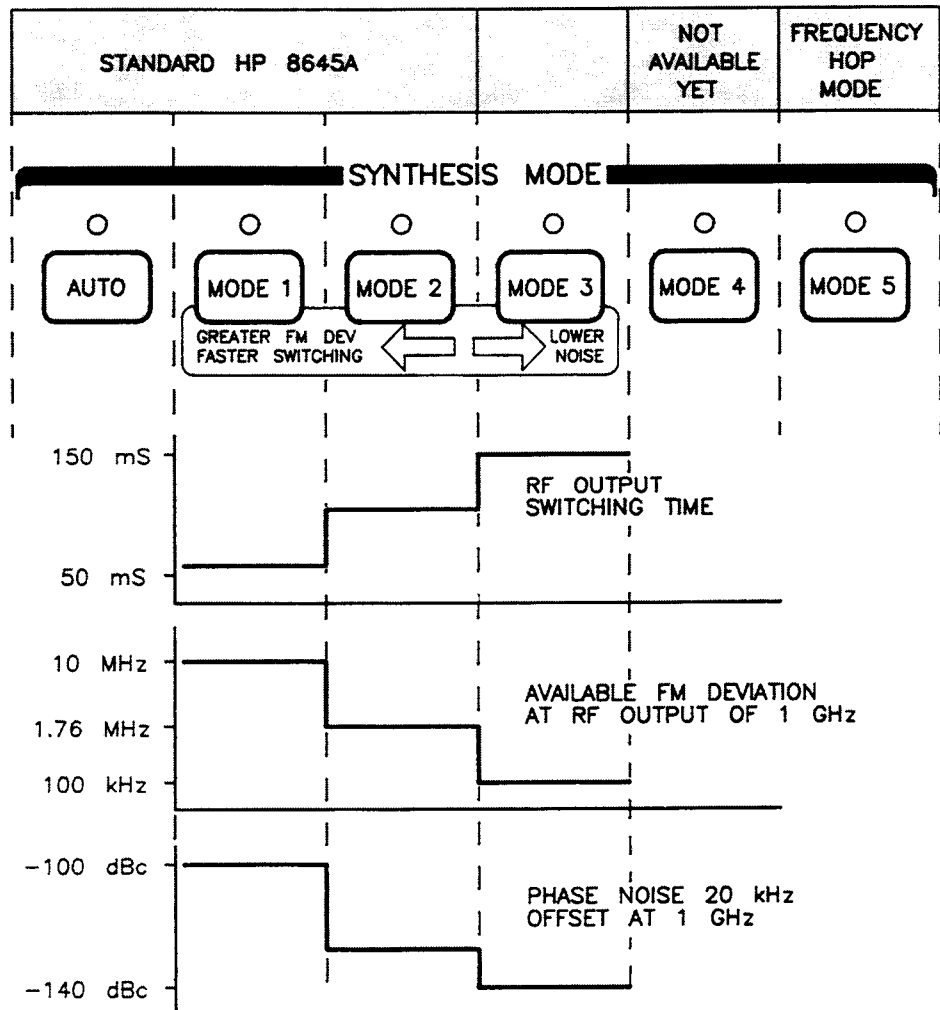 STANDARD HP 8645A
NOT
AVAILABLE
YET
FREQUENCY
HOP
MODE
SYNTHESIS MODE
AUTO
MODE 1
MODE 2
MODE 3
MODE 4
MODE 5
GREATER FM DEV
FASTER SWITCHING
LOWER
NOISE
150 mS
50 mS
RF OUTPUT
SWITCHING TIME
10 MHz
1.76 MHz
100 kHz
AVAILABLE FM DEVIATION
AT RF OUTPUT OF 1 GHz
-100 dBc
-140 dBc
PHASE NOISE 20 kHz
OFFSET AT 1 GHz